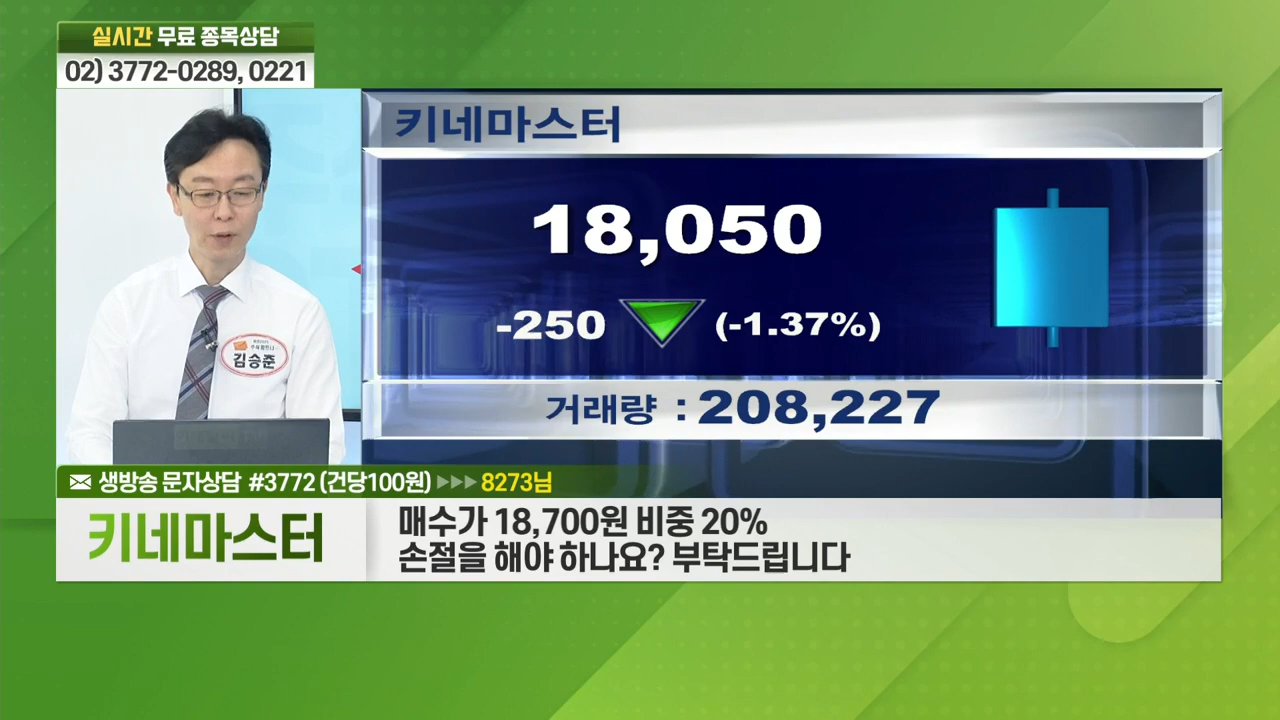 실시간 무료 종목상담
02) 3772-0289, 0221
키네마스터
18,050
-250 (-1.37%)
거래량 : 208,227
김승준
생방송 문자상담 #3772 (건당100원) 8273님
키네마스터
매수가 18,700원 비중 20%
손절을 해야 하나요? 부탁드립니다